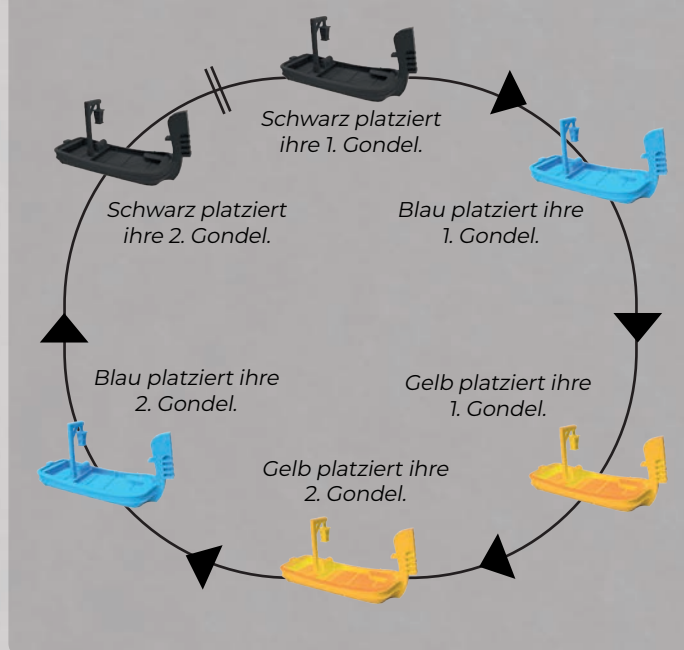 Schwarz platziert
ihre 1. Gondel.
Blau platziert ihre
1. Gondel.
Gelb platziert ihre
1. Gondel.
Gelb platziert ihre
2. Gondel.
Blau platziert ihre
2. Gondel.
Schwarz platziert
ihre 2. Gondel.